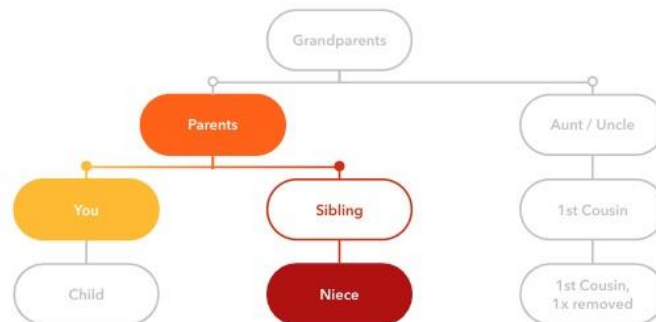 Grandparents
Parents
Aunt / Uncle
You
Sibling
1st Cousin
Child
Niece
1st Cousin,
1x removed